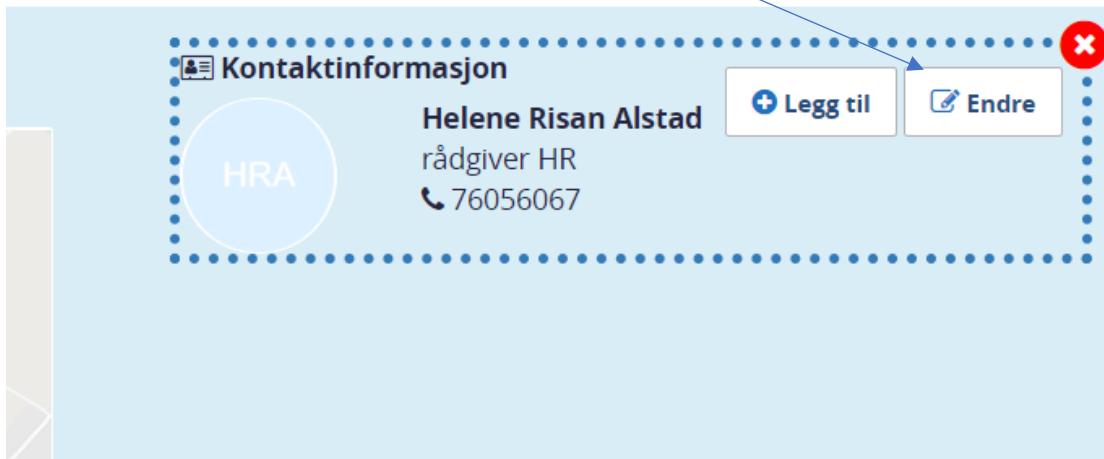 Kontaktinformasjon
Legg til
Endre
HRA
Helene Risan Alstad
rådgiver HR
76056067